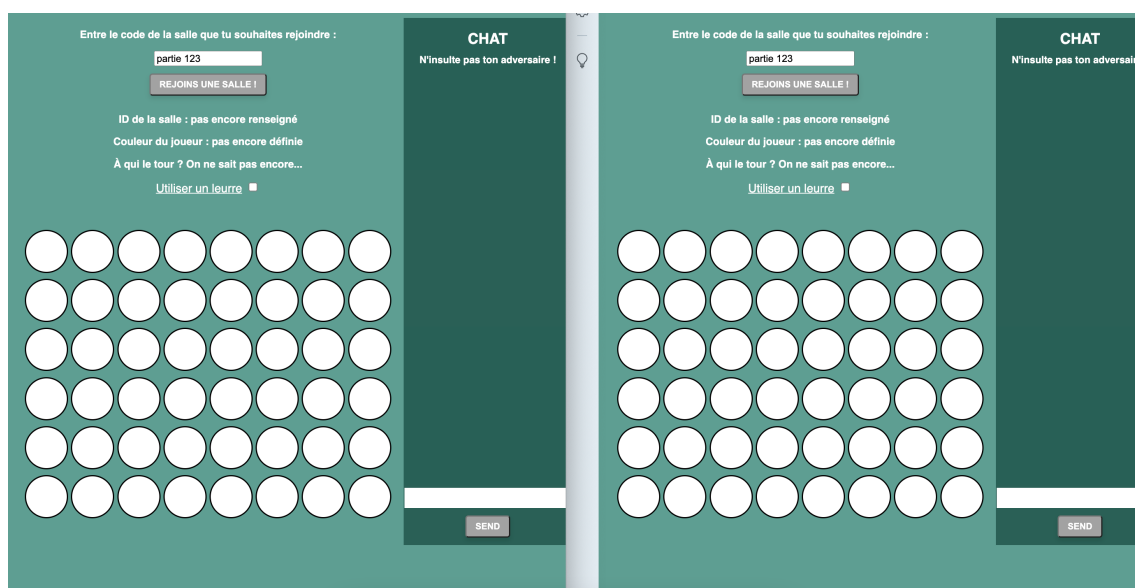 Entre le code de la salle que tu souhaites rejoindre :
partie 123
REJOINS UNE SALLE !
ID de la salle : pas encore renseigné
Couleur du joueur : pas encore définie
À qui le tour ? On ne sait pas encore...
Utiliser un leurre
CHAT
N'insulte pas ton adversaire !
SEND
Entre le code de la salle que tu souhaites rejoindre :
partie 123
REJOINS UNE SALLE !
ID de la salle : pas encore renseigné
Couleur du joueur : pas encore définie
À qui le tour ? On ne sait pas encore...
Utiliser un leurre
CHAT
N'insulte pas ton adversair
SEND